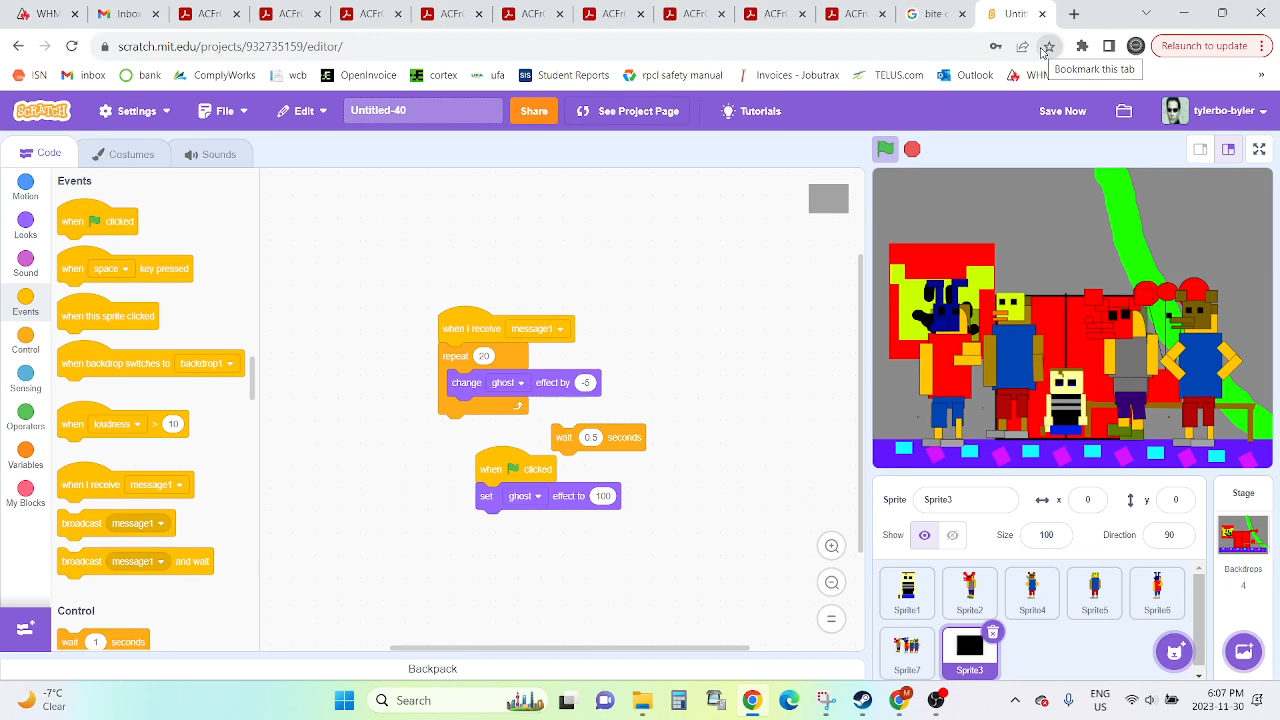 WHM
Gmail
ACFr
ACFr
ACFr
ACFr
ACFr
ACFr
ACFr
ACFr
bite
Untit
scratch.mit.edu/projects/932735159/editor/
Relaunch to update
ISN
inbox
bank
ComplyWorks
wcb
OpenInvoice
cortex
ufa
Student Reports
rpcl safety manual
Invoices - Jobutrax
TELUS.com
Outlook
WHM
Bookmark this tab
SCRATCH
Settings
File
Edit
Untitled-40
Share
See Project Page
Tutorials
Save Now
tylerbo-byler
Code
Costumes
Sounds
Motion
Looks
Sound
Events
Control
Sensing
Operators
Variables
My Blocks
Events
when clicked
when space key pressed
when this sprite clicked
when backdrop switches to backdrop1
when loudness > 10
when I receive message1
broadcast message1
broadcast message1 and wait
Control
wait 1 seconds
when I receive message1
repeat 20
change ghost effect by -5
wait 0.5 seconds
when clicked
set ghost effect to 100
Backpack
Sprite Sprite3 x 0 y 0
Show Size 100 Direction 90
Sprite1
Sprite2
Sprite4
Sprite5
Sprite6
Sprite7
Sprite3
Stage
Backdrops
4
-7°C
Clear
Search
ENG
US
6:07 PM
2023-11-30